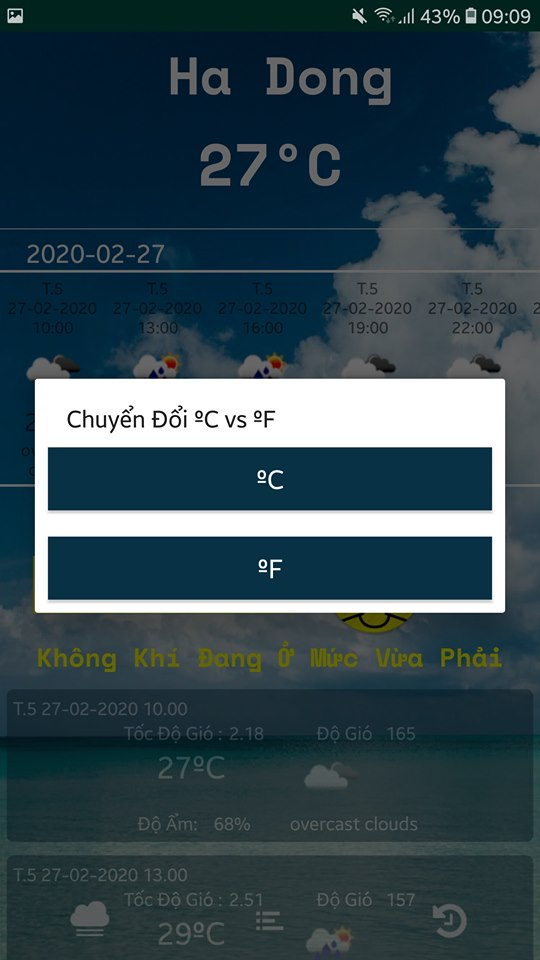 43% 09:09
Ha Dong
27°C
2020-02-27
T.5 T.5 T.5 T.5 T.5
27-02-2020 27-02-2020 27-02-2020 27-02-2020 27-02-2020
10:00 13:00 16:00 19:00 22:00
Chuyển Đổi ºC vs ºF
ºC
ºF
Không Khí Đang Ở Mức Vừa Phải
T.5 27-02-2020 10.00
Tốc Độ Gió : 2.18 Độ Gió 165
27ºC
Độ Ẩm: 68% overcast clouds
T.5 27-02-2020 13.00
Tốc Độ Gió : 2.51 Độ Gió 157
29ºC